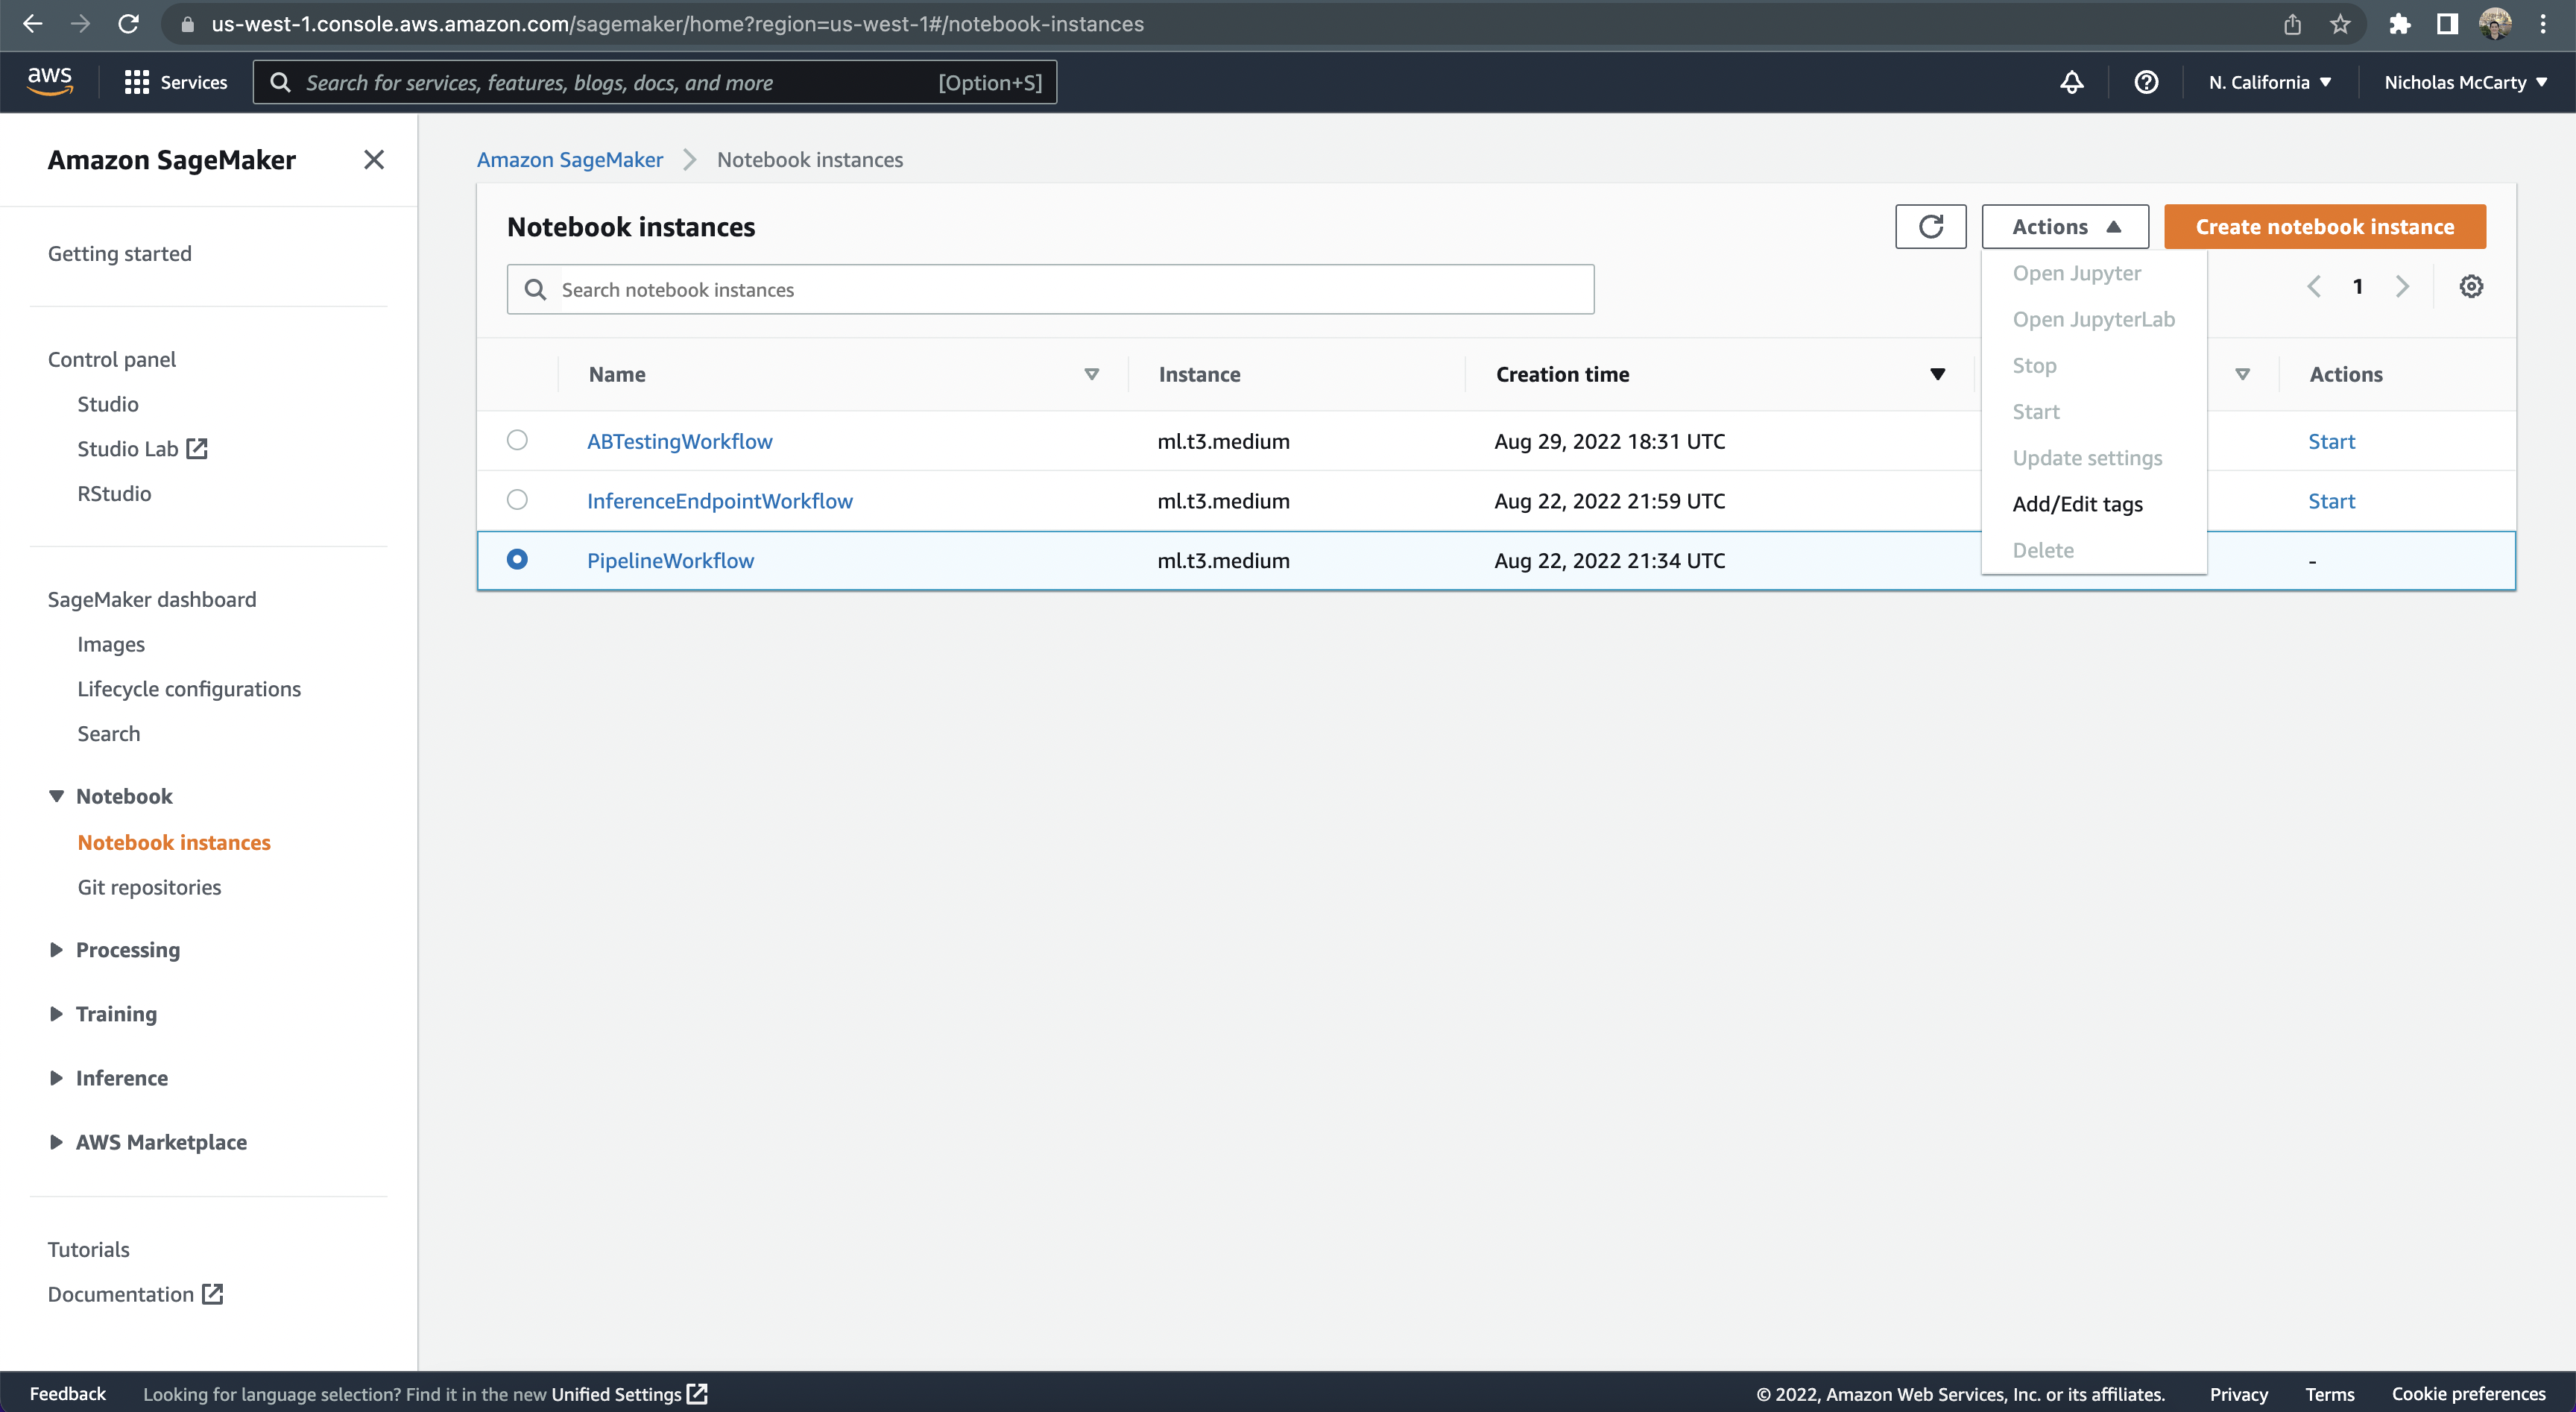 us-west-1.console.aws.amazon.com/sagemaker/home?region=us-west-1#/notebook-instances
aws
Services
Search for services, features, blogs, docs, and more
[Option+S]
N. California
Nicholas McCarty
Amazon SageMaker
Getting started
Control panel
Studio
Studio Lab
RStudio
SageMaker dashboard
Images
Lifecycle configurations
Search
Notebook
Notebook instances
Git repositories
Processing
Training
Inference
AWS Marketplace
Tutorials
Documentation
Amazon SageMaker
Notebook instances
Notebook instances
Actions
Create notebook instance
Search notebook instances
1
Open Jupyter
Open JupyterLab
Stop
Start
Update settings
Add/Edit tags
Delete
Name Instance Creation time Actions
ABTestingWorkflow ml.t3.medium Aug 29, 2022 18:31 UTC Start
InferenceEndpointWorkflow ml.t3.medium Aug 22, 2022 21:59 UTC Start
PipelineWorkflow ml.t3.medium Aug 22, 2022 21:34 UTC -
Feedback
Looking for language selection? Find it in the new Unified Settings
© 2022, Amazon Web Services, Inc. or its affiliates.
Privacy
Terms
Cookie preferences